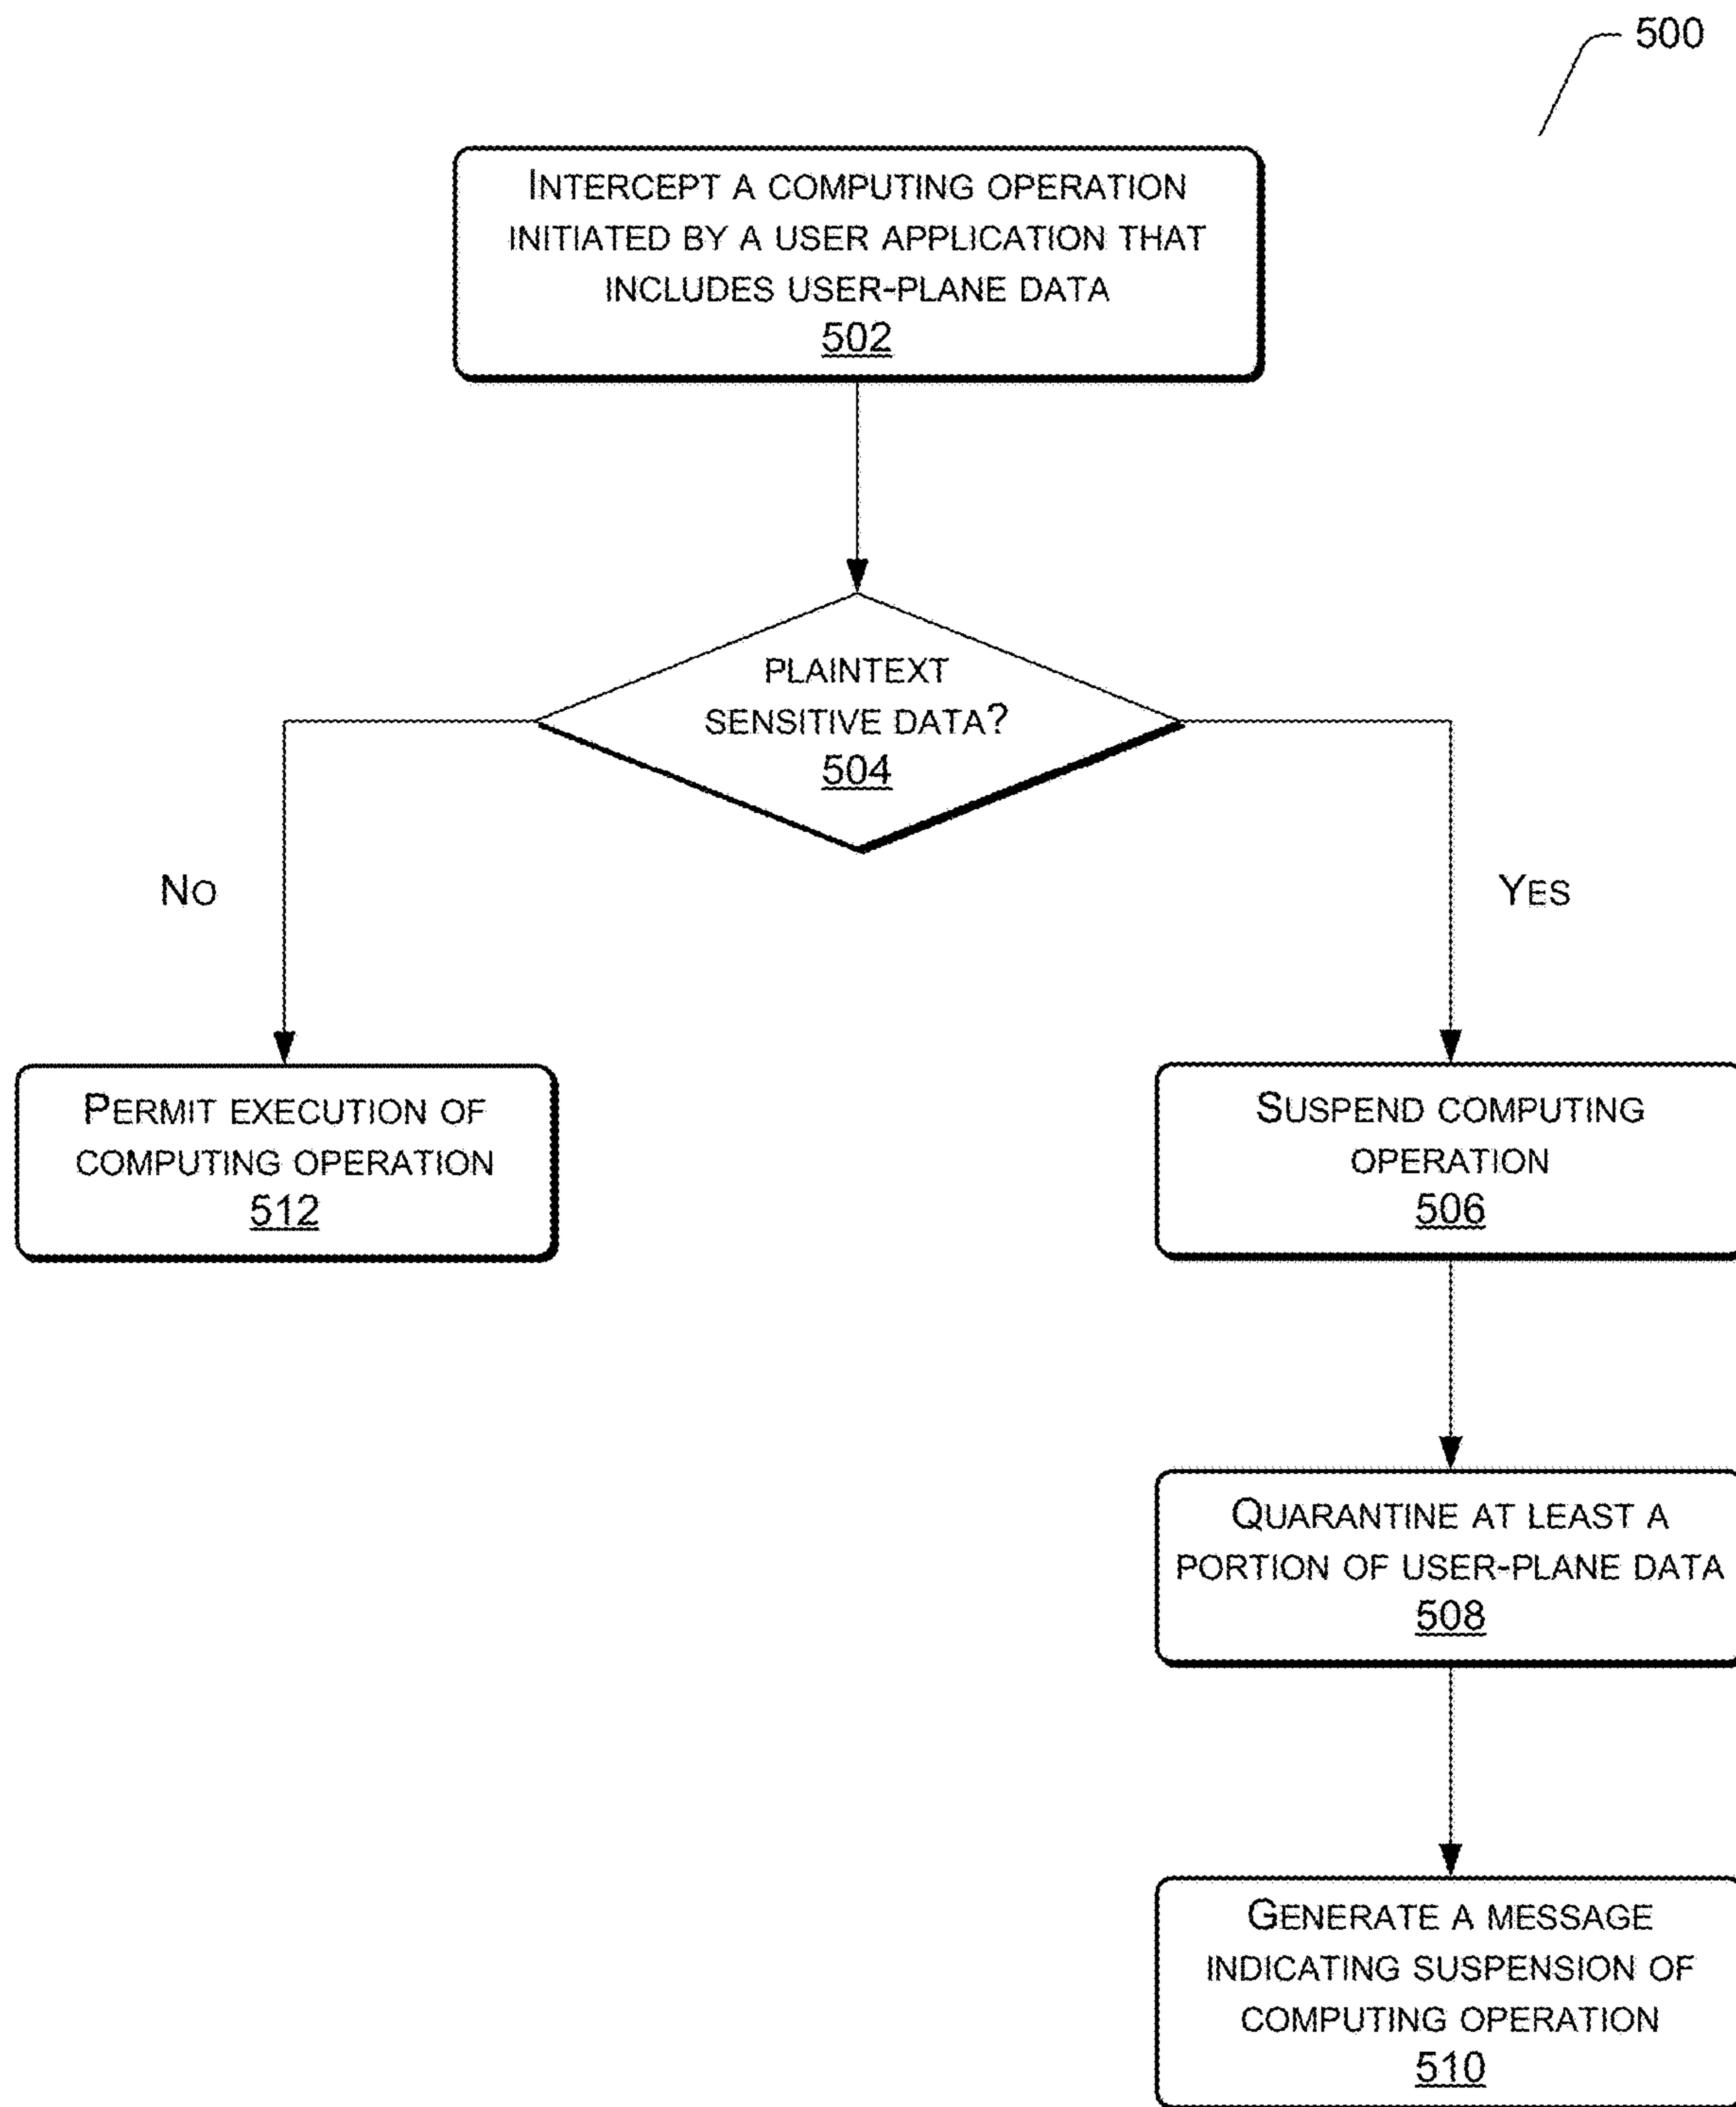 500
INTERCEPT A COMPUTING OPERATION
INITIATED BY A USER APPLICATION THAT
INCLUDES USER-PLANE DATA
502
PLAINTEXT
SENSITIVE DATA?
504
NO
YES
PERMIT EXECUTION OF
COMPUTING OPERATION
512
SUSPEND COMPUTING
OPERATION
506
QUARANTINE AT LEAST A
PORTION OF USER-PLANE DATA
508
GENERATE A MESSAGE
INDICATING SUSPENSION OF
COMPUTING OPERATION
510